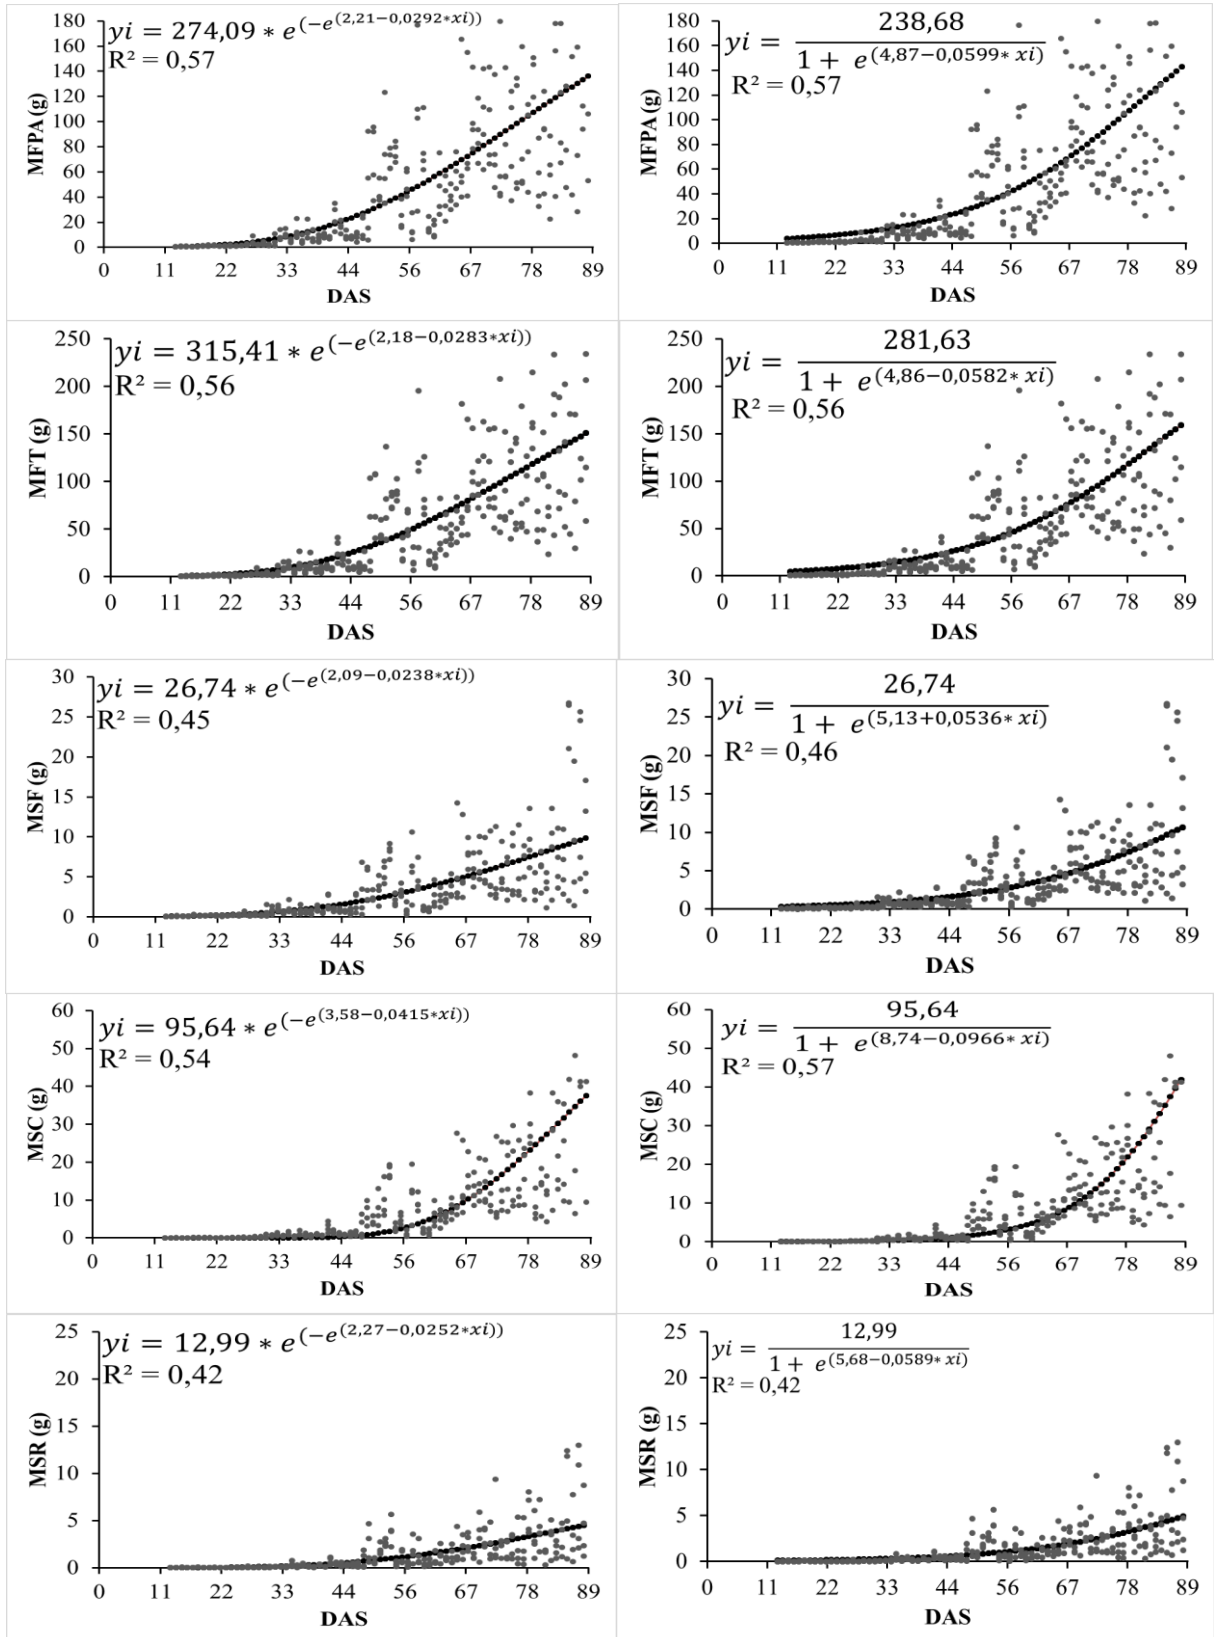 yi = 274,09 * e^(−e^(2,21−0,0292*xi))
R² = 0,57
180
160
140
120
100
80
60
40
20
0
MFPA (g)
0 11 22 33 44 56 67 78 89
DAS
yi = 238,68 / 1 + e^(4,87−0,0599* xi)
R² = 0,57
180
160
140
120
100
80
60
40
20
0
MFPA (g)
0 11 22 33 44 56 67 78 89
DAS
yi = 315,41 * e^(−e^(2,18−0,0283*xi))
R² = 0,56
250
200
150
100
50
0
MFT (g)
0 11 22 33 44 56 67 78 89
DAS
yi = 281,63 / 1 + e^(4,86−0,0582* xi)
R² = 0,56
250
200
150
100
50
0
MFT (g)
0 11 22 33 44 56 67 78 89
DAS
yi = 26,74 * e^(−e^(2,09−0,0238*xi))
R² = 0,45
30
25
20
15
10
5
0
MSF (g)
0 11 22 33 44 56 67 78 89
DAS
yi = 26,74 / 1 + e^(5,13+0,0536* xi)
R² = 0,46
30
25
20
15
10
5
0
MSF (g)
0 11 22 33 44 56 67 78 89
DAS
yi = 95,64 * e^(−e^(3,58−0,0415*xi))
R² = 0,54
60
50
40
30
20
10
0
MSC (g)
0 11 22 33 44 56 67 78 89
DAS
yi = 95,64 / 1 + e^(8,74−0,0966* xi)
R² = 0,57
60
50
40
30
20
10
0
MSC (g)
0 11 22 33 44 56 67 78 89
DAS
yi = 12,99 * e^(−e^(2,27−0,0252*xi))
R² = 0,42
25
20
15
10
5
0
MSR (g)
0 11 22 33 44 56 67 78 89
DAS
yi = 12,99 / 1 + e^(5,68−0,0589* xi)
R² = 0,42
25
20
15
10
5
0
MSR (g)
0 11 22 33 44 56 67 78 89
DAS